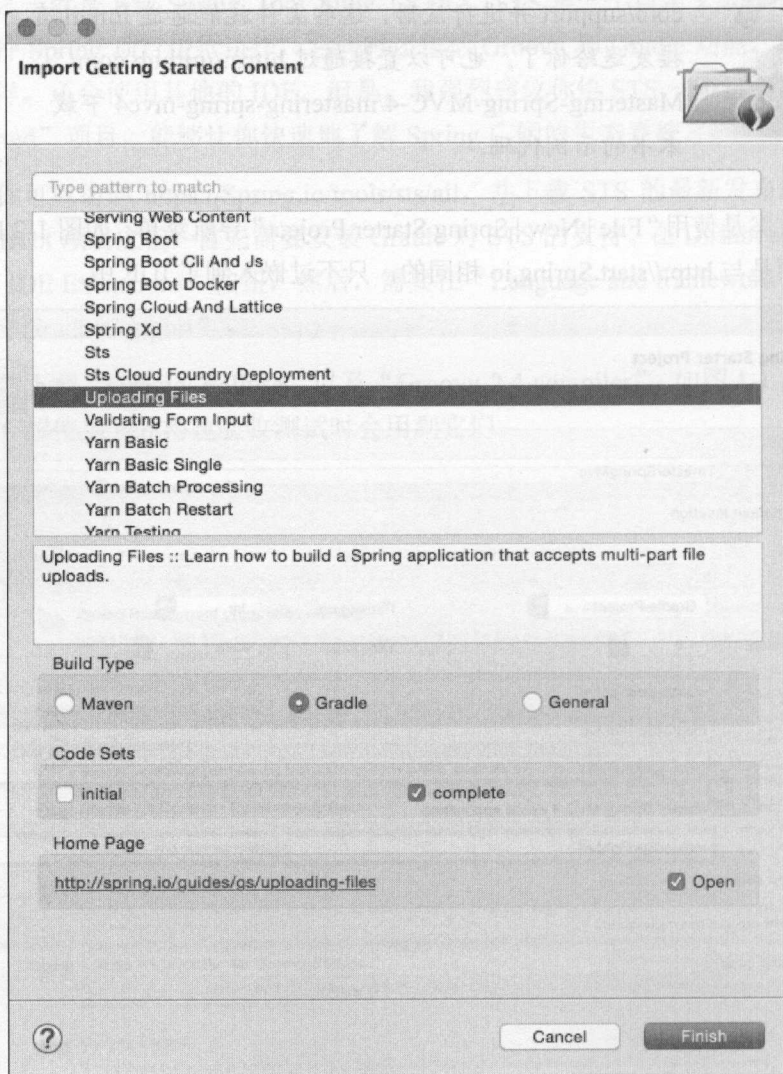 Import Getting Started Content
Type pattern to match
Serving Web Content
Spring Boot
Spring Boot Cli And Js
Spring Boot Docker
Spring Cloud And Lattice
Spring Xd
Sts
Sts Cloud Foundry Deployment
Uploading Files
Validating Form Input
Yarn Basic
Yarn Basic Single
Yarn Batch Processing
Yarn Batch Restart
Yarn Testing
Uploading Files :: Learn how to build a Spring application that accepts multi-part file
uploads.
Build Type
Maven
Gradle
General
Code Sets
initial
complete
Home Page
http://spring.io/guides/gs/uploading-files
Open
?
Cancel
Finish